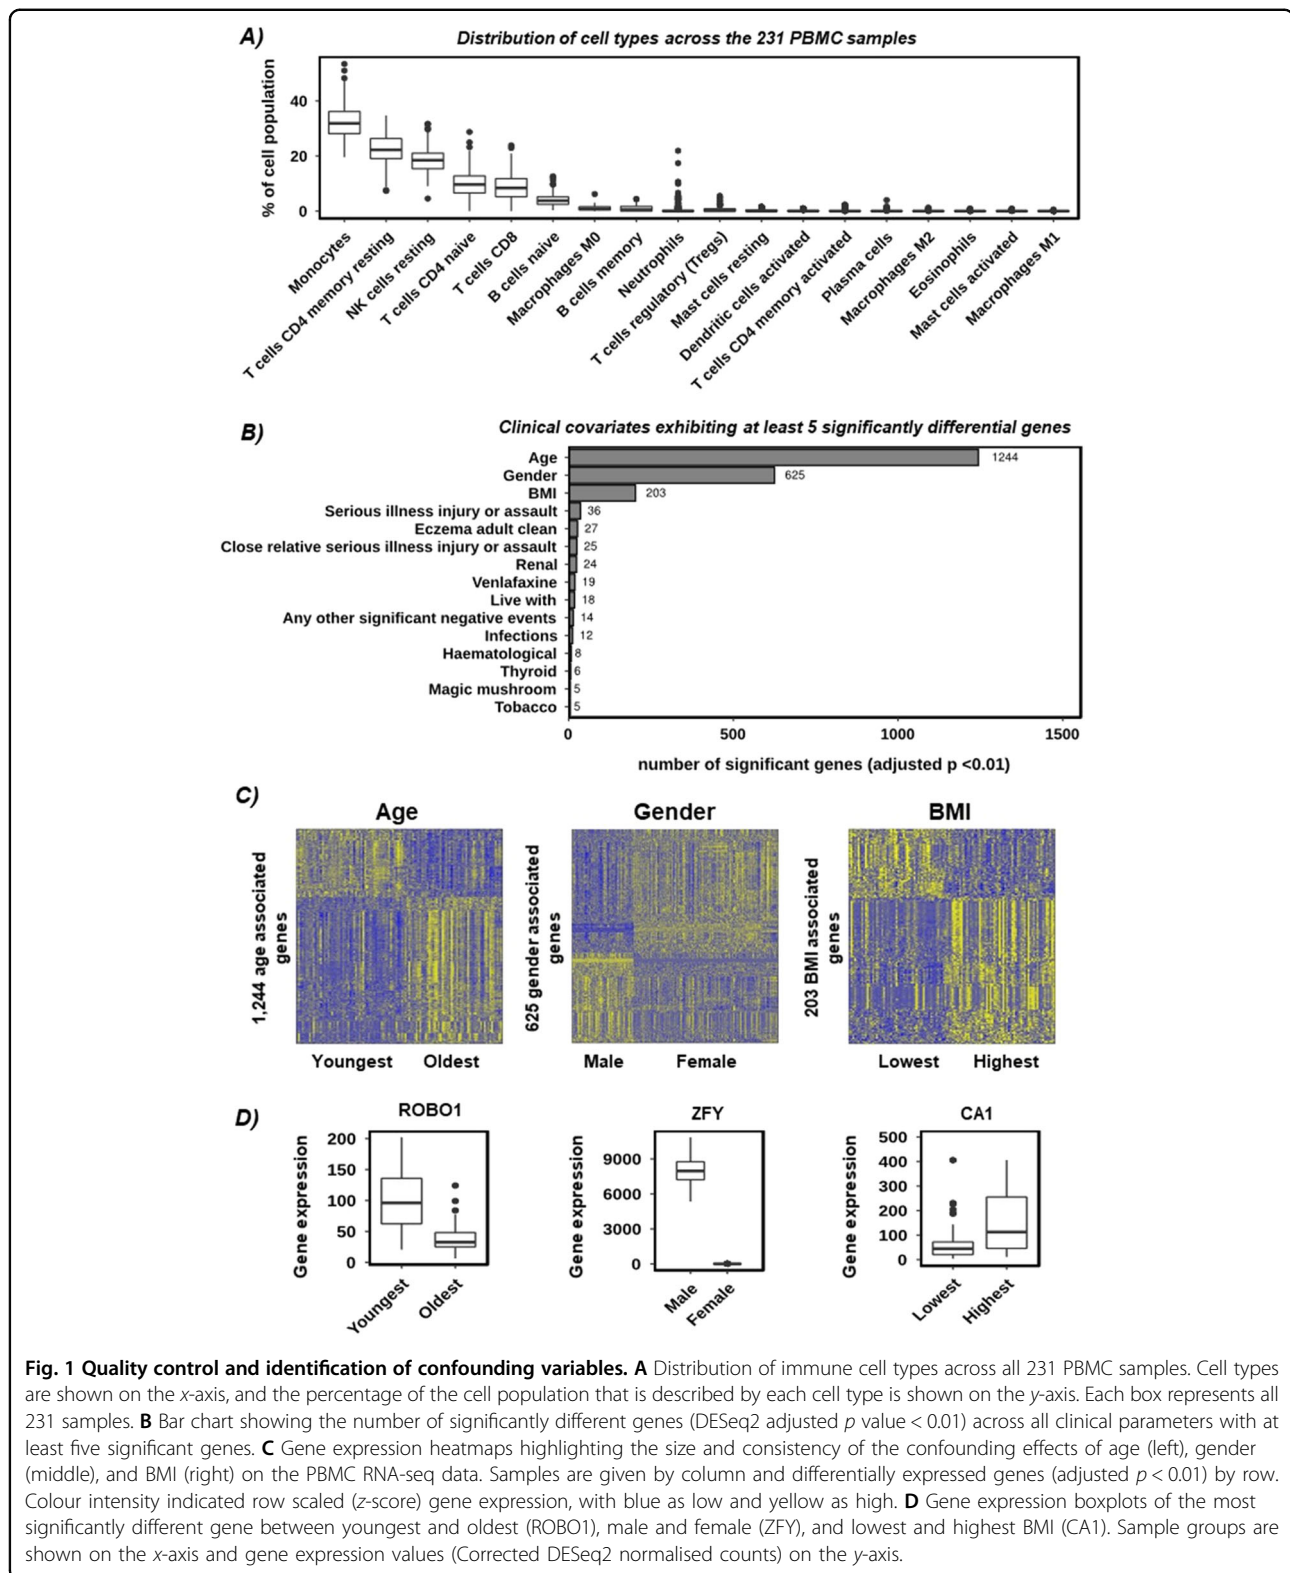 A)
Distribution of cell types across the 231 PBMC samples
% of cell population
40
20
0
Monocytes
T cells CD4 memory resting
NK cells resting
T cells CD4 naive
T cells CD8
B cells naive
Macrophages M0
B cells memory
Neutrophils
T cells regulatory (Tregs)
Mast cells resting
Dendritic cells activated
T cells CD4 memory activated
Plasma cells
Macrophages M2
Eosinophils
Mast cells activated
Macrophages M1
B)
Clinical covariates exhibiting at least 5 significantly differential genes
Age 1244
Gender 625
BMI 203
Serious illness injury or assault 36
Eczema adult clean 27
Close relative serious illness injury or assault 25
Renal 24
Venlafaxine 19
Live with 18
Any other significant negative events 14
Infections 12
Haematological 8
Thyroid 6
Magic mushroom 5
Tobacco 5
0 500 1000 1500
number of significant genes (adjusted p <0.01)
C)
Age
1,244 age associated
genes
Youngest Oldest
Gender
625 gender associated
genes
Male Female
BMI
203 BMI associated
genes
Lowest Highest
D)
ROBO1
Gene expression
200
150
100
50
0
Youngest
Oldest
ZFY
Gene expression
9000
6000
3000
0
Male
Female
CA1
Gene expression
500
400
300
200
100
0
Lowest
Highest
Fig. 1 Quality control and identification of confounding variables. A Distribution of immune cell types across all 231 PBMC samples. Cell types
are shown on the x-axis, and the percentage of the cell population that is described by each cell type is shown on the y-axis. Each box represents all
231 samples. B Bar chart showing the number of significantly different genes (DESeq2 adjusted p value < 0.01) across all clinical parameters with at
least five significant genes. C Gene expression heatmaps highlighting the size and consistency of the confounding effects of age (left), gender
(middle), and BMI (right) on the PBMC RNA-seq data. Samples are given by column and differentially expressed genes (adjusted p < 0.01) by row.
Colour intensity indicated row scaled (z-score) gene expression, with blue as low and yellow as high. D Gene expression boxplots of the most
significantly different gene between youngest and oldest (ROBO1), male and female (ZFY), and lowest and highest BMI (CA1). Sample groups are
shown on the x-axis and gene expression values (Corrected DESeq2 normalised counts) on the y-axis.